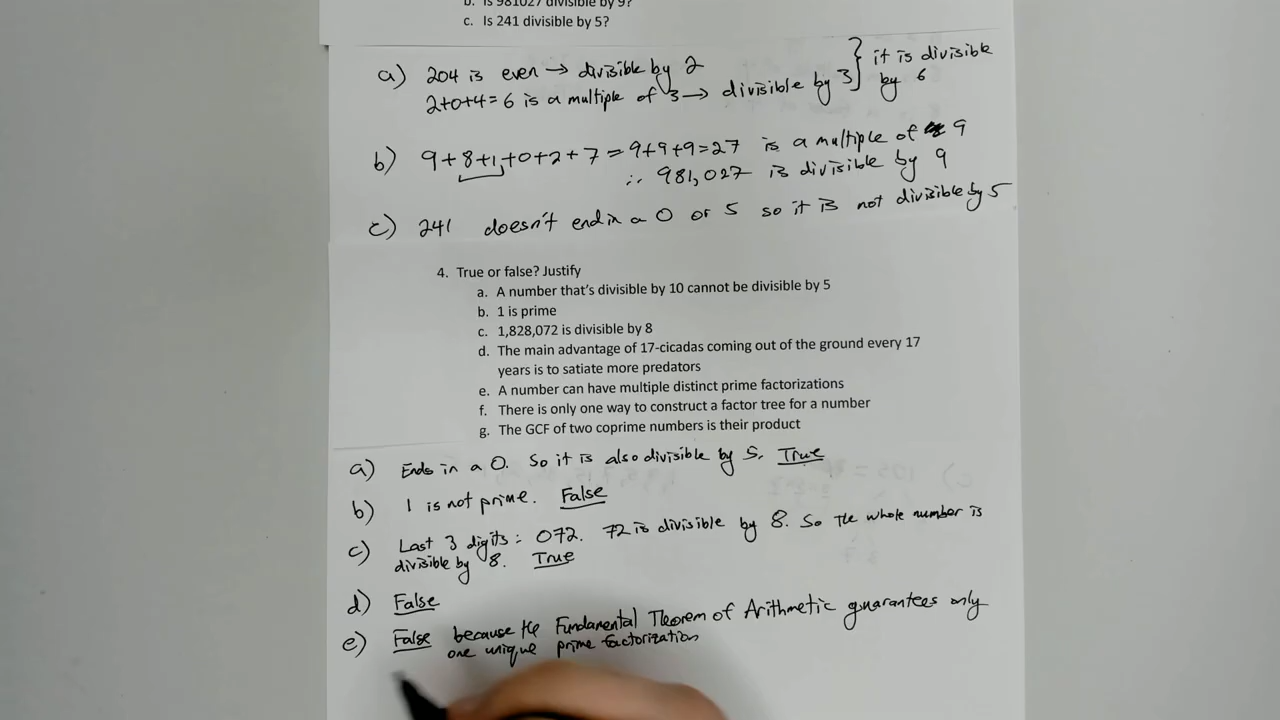 b. Is 981027 divisible by 9?
c. Is 241 divisible by 5?
a) 204 is even → divisible by 2
2+0+4=6 is a multiple of 3 → divisible by 3 } it is divisible by 6
b) 9+8+1+0+2+7=9+9+9=27 is a multiple of 9
∴ 981,027 is divisible by 9
c) 241 doesn't end in a 0 or 5 so it is not divisible by 5
4. True or false? Justify
a. A number that's divisible by 10 cannot be divisible by 5
b. 1 is prime
c. 1,828,072 is divisible by 8
d. The main advantage of 17-cicadas coming out of the ground every 17
years is to satiate more predators
e. A number can have multiple distinct prime factorizations
f. There is only one way to construct a factor tree for a number
g. The GCF of two coprime numbers is their product
a) Ends in a 0. So it is also divisible by 5. True
b) 1 is not prime. False
c) Last 3 digits: 072. 72 is divisible by 8. So the whole number is
divisible by 8. True
d) False
e) False because the Fundamental Theorem of Arithmetic guarantees only
one unique prime factorization